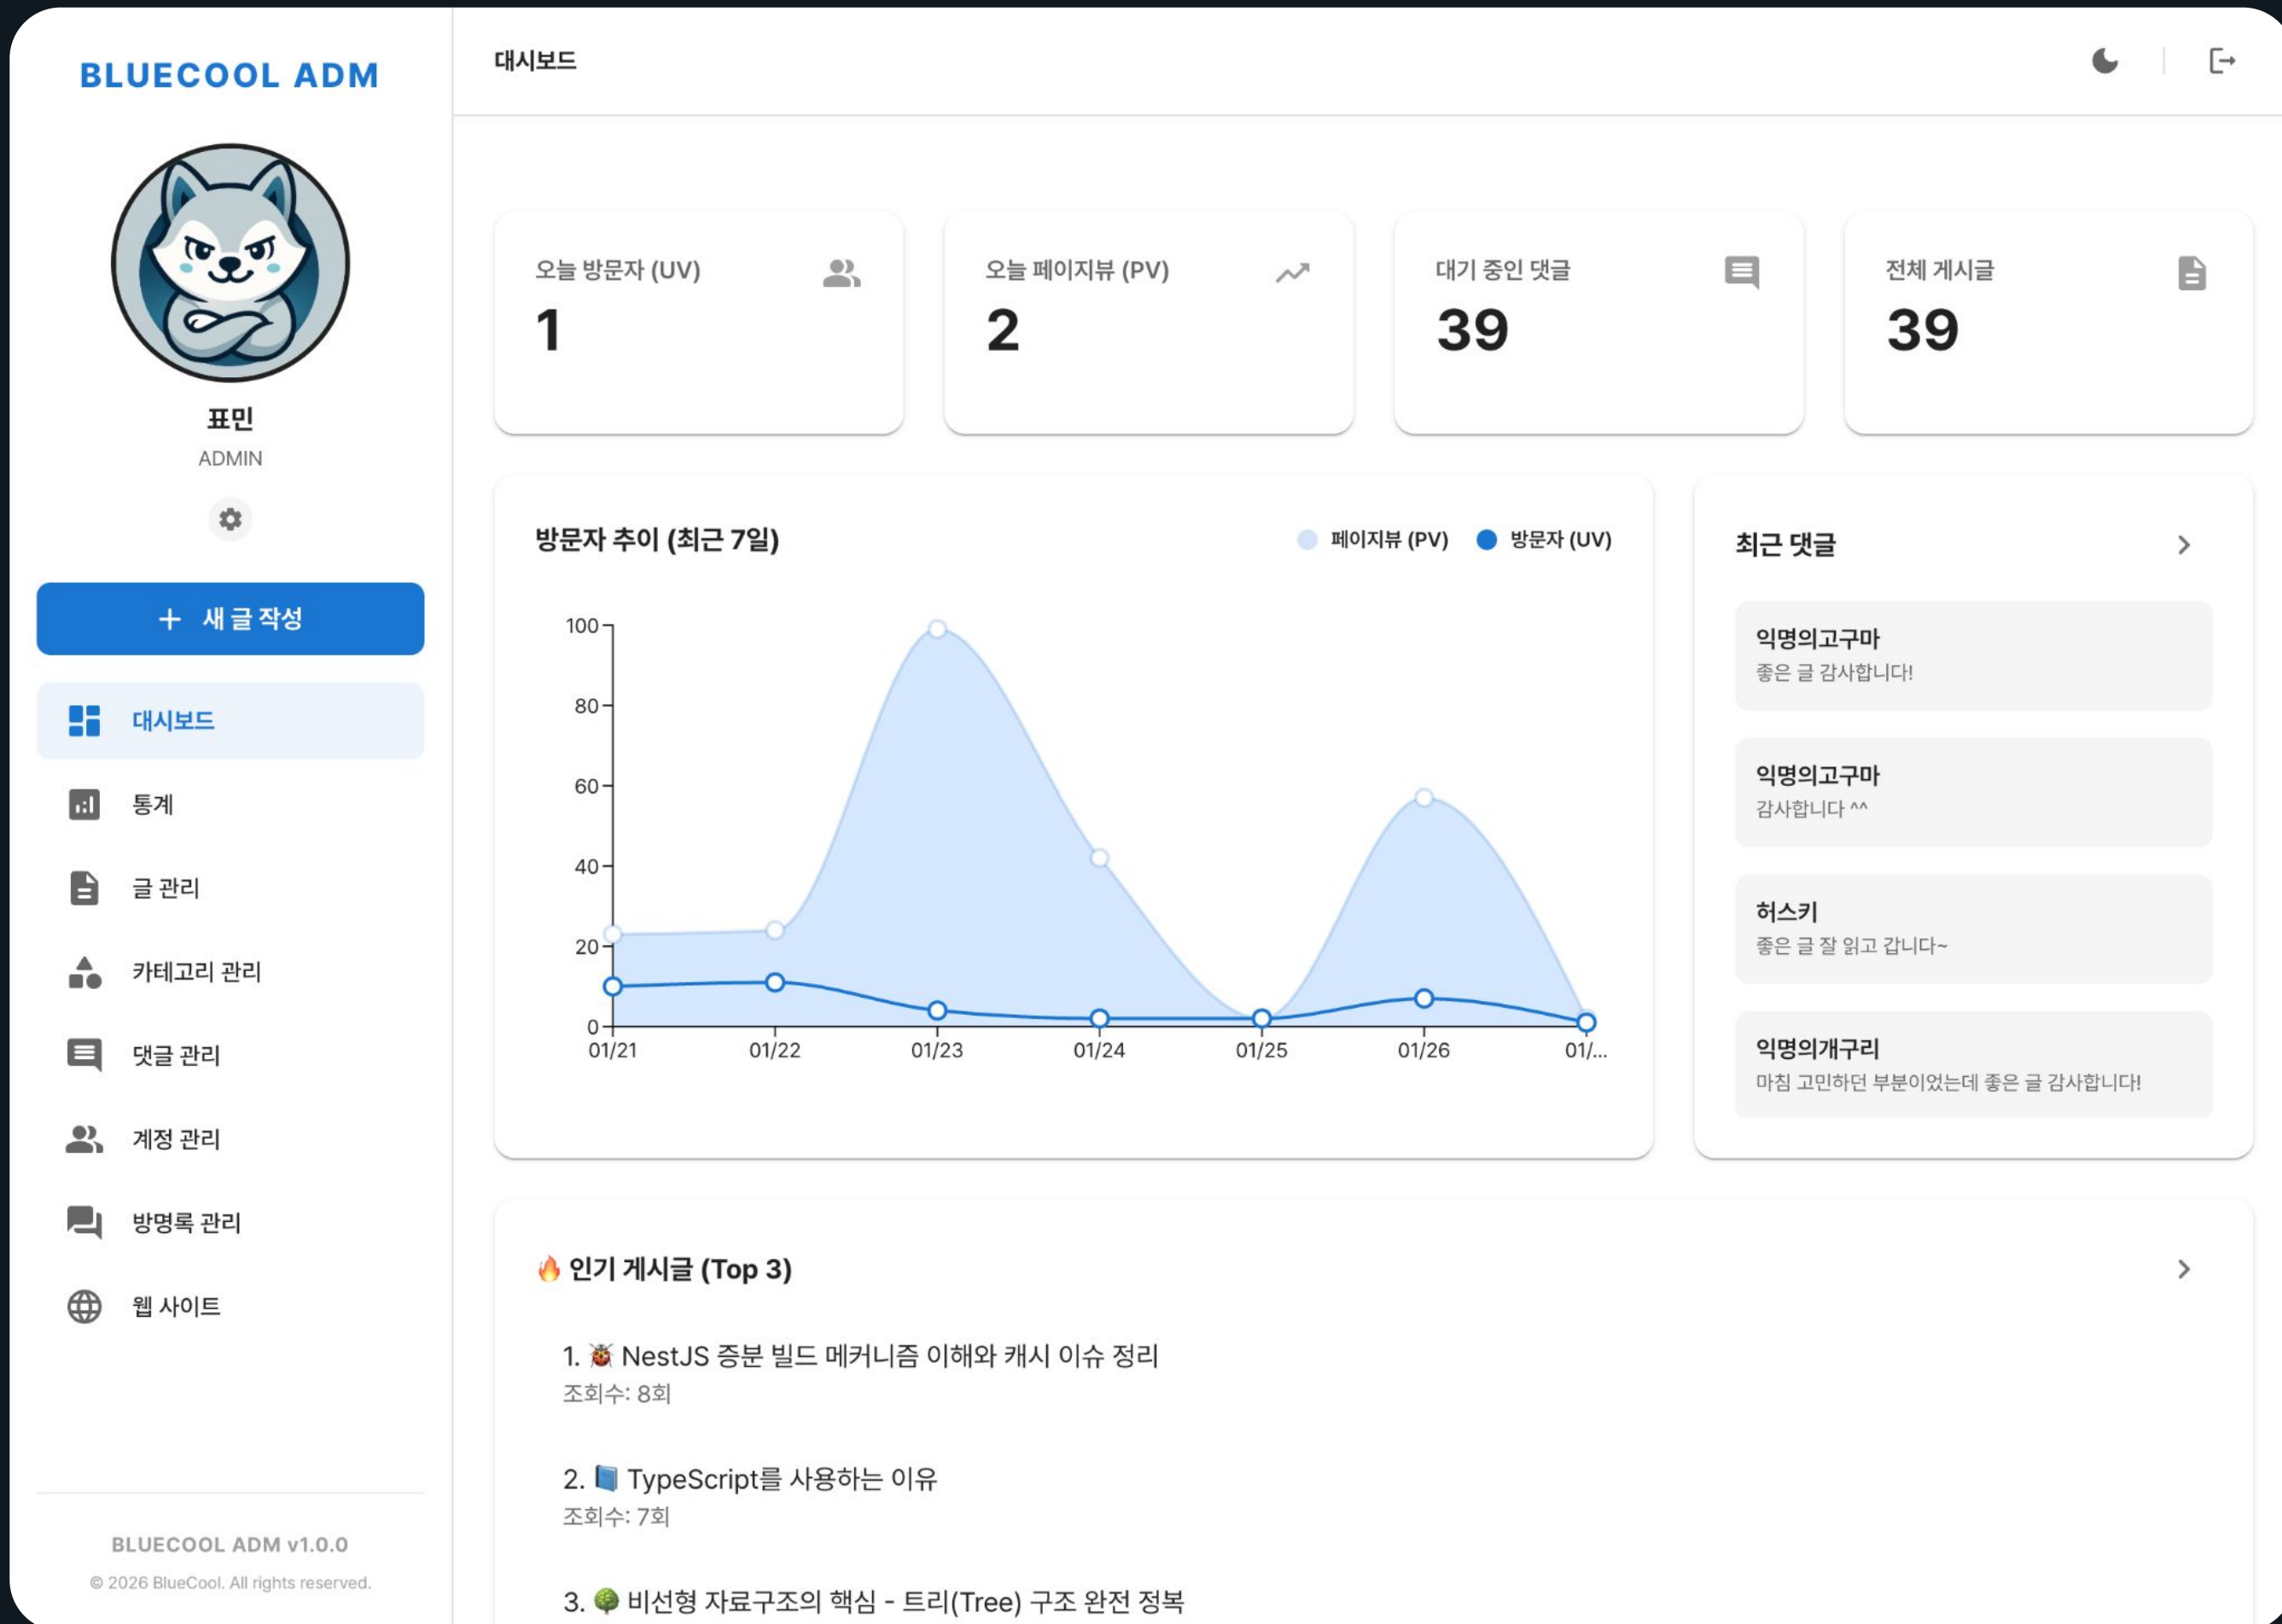 BLUECOOL ADM
표민
ADMIN
새 글 작성
대시보드
통계
글 관리
카테고리 관리
댓글 관리
계정 관리
방명록 관리
웹 사이트
BLUECOOL ADM v1.0.0
© 2026 BlueCool. All rights reserved.
대시보드
오늘 방문자 (UV)
1
오늘 페이지뷰 (PV)
2
대기 중인 댓글
39
전체 게시글
39
방문자 추이 (최근 7일)
페이지뷰 (PV)
방문자 (UV)
100
80
60
40
20
0
01/21
01/22
01/23
01/24
01/25
01/26
01/...
최근 댓글
익명의고구마
좋은 글 감사합니다!
익명의고구마
감사합니다 ^^
허스키
좋은 글 잘 읽고 갑니다~
익명의개구리
마침 고민하던 부분이었는데 좋은 글 감사합니다!
🔥 인기 게시글 (Top 3)
1. 🐞 NestJS 증분 빌드 메커니즘 이해와 캐시 이슈 정리
조회수: 8회
2. 📘 TypeScript를 사용하는 이유
조회수: 7회
3. 🌳 비선형 자료구조의 핵심 - 트리(Tree) 구조 완전 정복